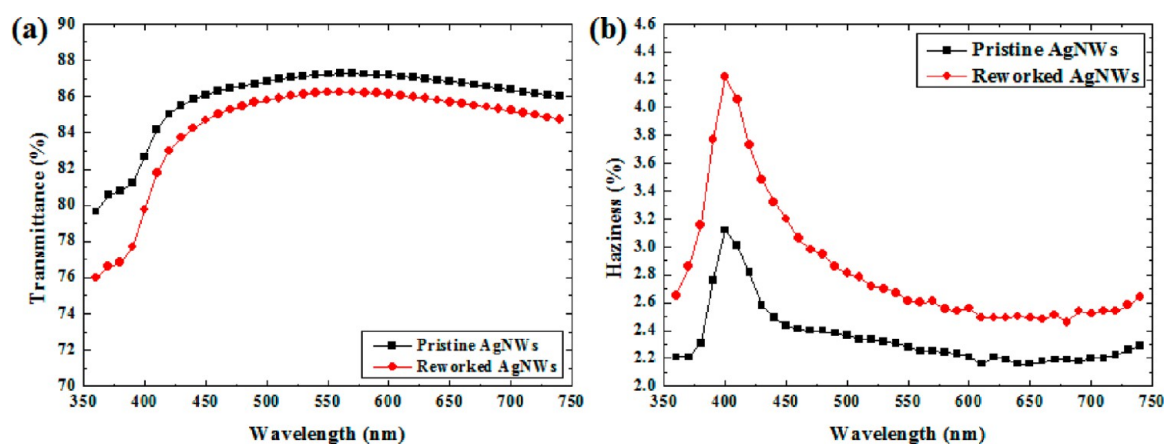 (a)
Transmittance (%)
90
88
86
84
82
80
78
76
74
72
70
Pristine AgNWs
Reworked AgNWs
350 400 450 500 550 600 650 700 750
Wavelength (nm)
(b)
Haziness (%)
4.6
4.4
4.2
4.0
3.8
3.6
3.4
3.2
3.0
2.8
2.6
2.4
2.2
2.0
Pristine AgNWs
Reworked AgNWs
350 400 450 500 550 600 650 700 750
Wavelength (nm)